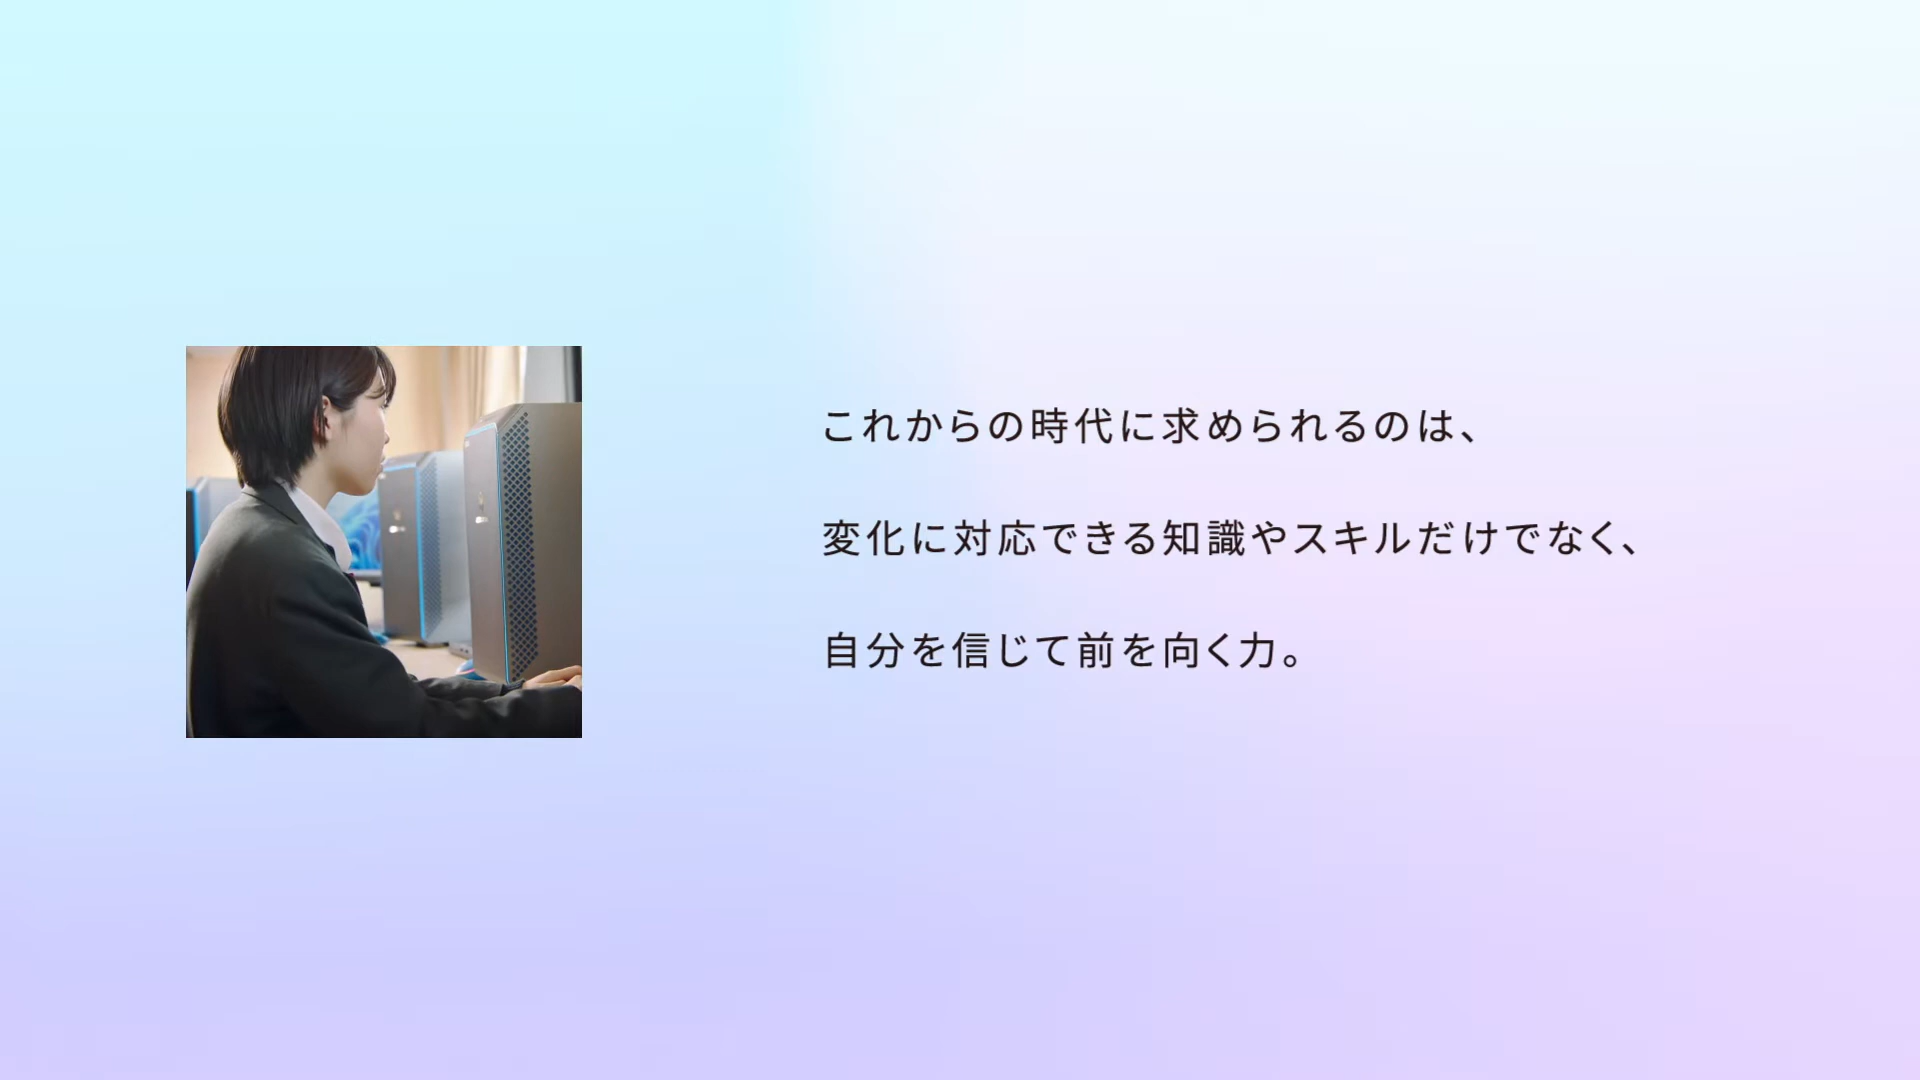 これからの時代に求められるのは、
変化に対応できる知識やスキルだけでなく、
自分を信じて前を向く力。